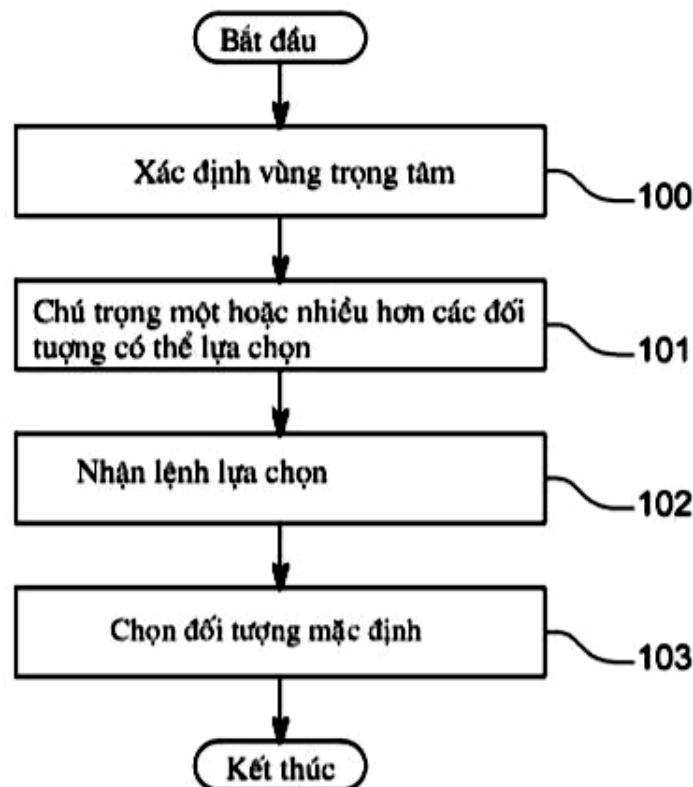 Bắt đầu
Xác định vùng trọng tâm
100
Chú trọng một hoặc nhiều hơn các đối
tuợng có thể lựa chọn
101
Nhận lệnh lựa chọn
102
Chọn đối tượng mặc định
103
Kết thúc